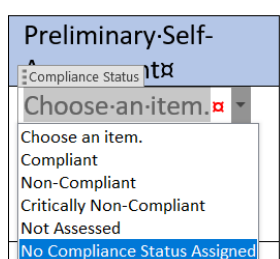 Preliminary·Self-
Compliance Status
nt¤
Choose·an·item.¤
Choose an item.
Compliant
Non-Compliant
Critically Non-Compliant
Not Assessed
No Compliance Status Assigned